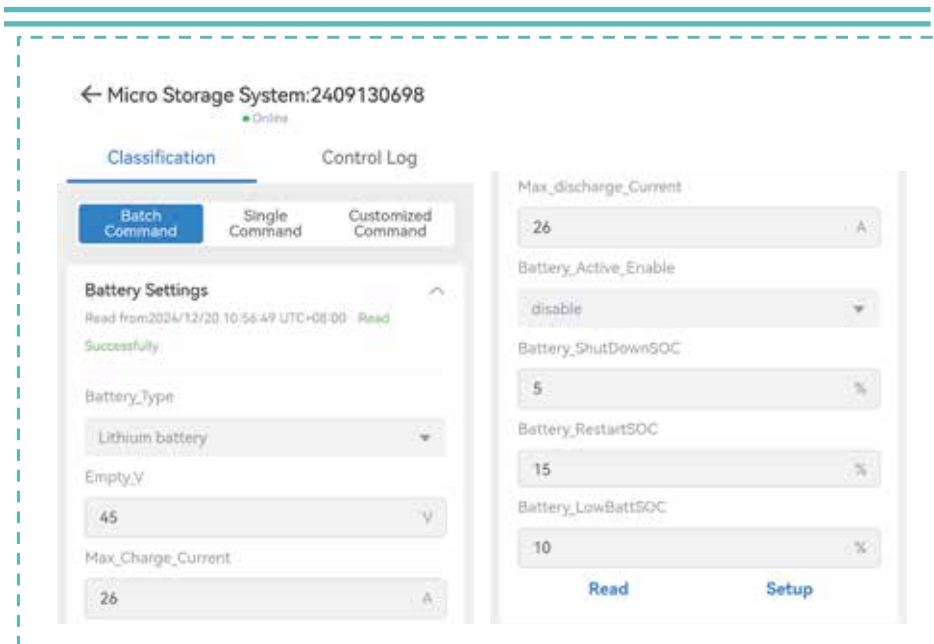 ← Micro Storage System:2409130698
Online
Classification Control Log
Batch Command Single Command Customized Command
Battery Settings
Read from2024/12/20 10:56:49 UTC+08:00 Read
Successfully
Battery_Type
Lithium battery
Empty_V
45 V
Max_Charge_Current
26 A
Max_discharge_Current
26 A
Battery_Active_Enable
disable
Battery_ShutDownSOC
5 %
Battery_RestartSOC
15 %
Battery_LowBattSOC
10 %
Read Setup